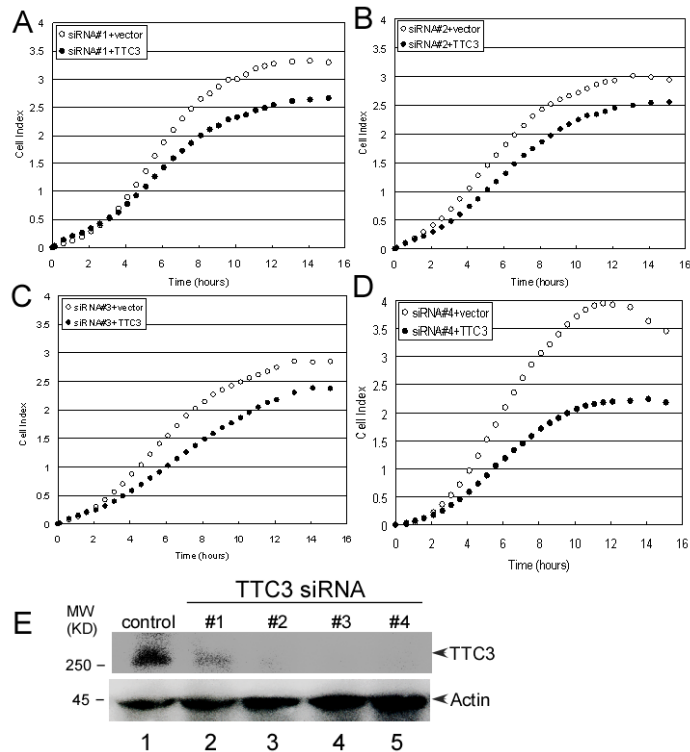 A
siRNA#1+vector
siRNA#1+TTC3
Cell Index
4
3.5
3
2.5
2
1.5
1
0.5
0
0 2 4 6 8 10 12 14 16
Time (hours)
B
siRNA#2+vector
siRNA#2+TTC3
Cell Index
4
3.5
3
2.5
2
1.5
1
0.5
0
0 2 4 6 8 10 12 14 16
Time (hours)
C
siRNA#3+vector
siRNA#3+TTC3
Cell Index
4
3.5
3
2.5
2
1.5
1
0.5
0
0 2 4 6 8 10 12 14 16
Time (hours)
D
siRNA#4+vector
siRNA#4+TTC3
Cell Index
4
3.5
3
2.5
2
1.5
1
0.5
0
0 2 4 6 8 10 12 14 16
Time (hours)
E
TTC3 siRNA
MW
(KD)
control #1 #2 #3 #4
250 –
TTC3
45 –
Actin
1 2 3 4 5